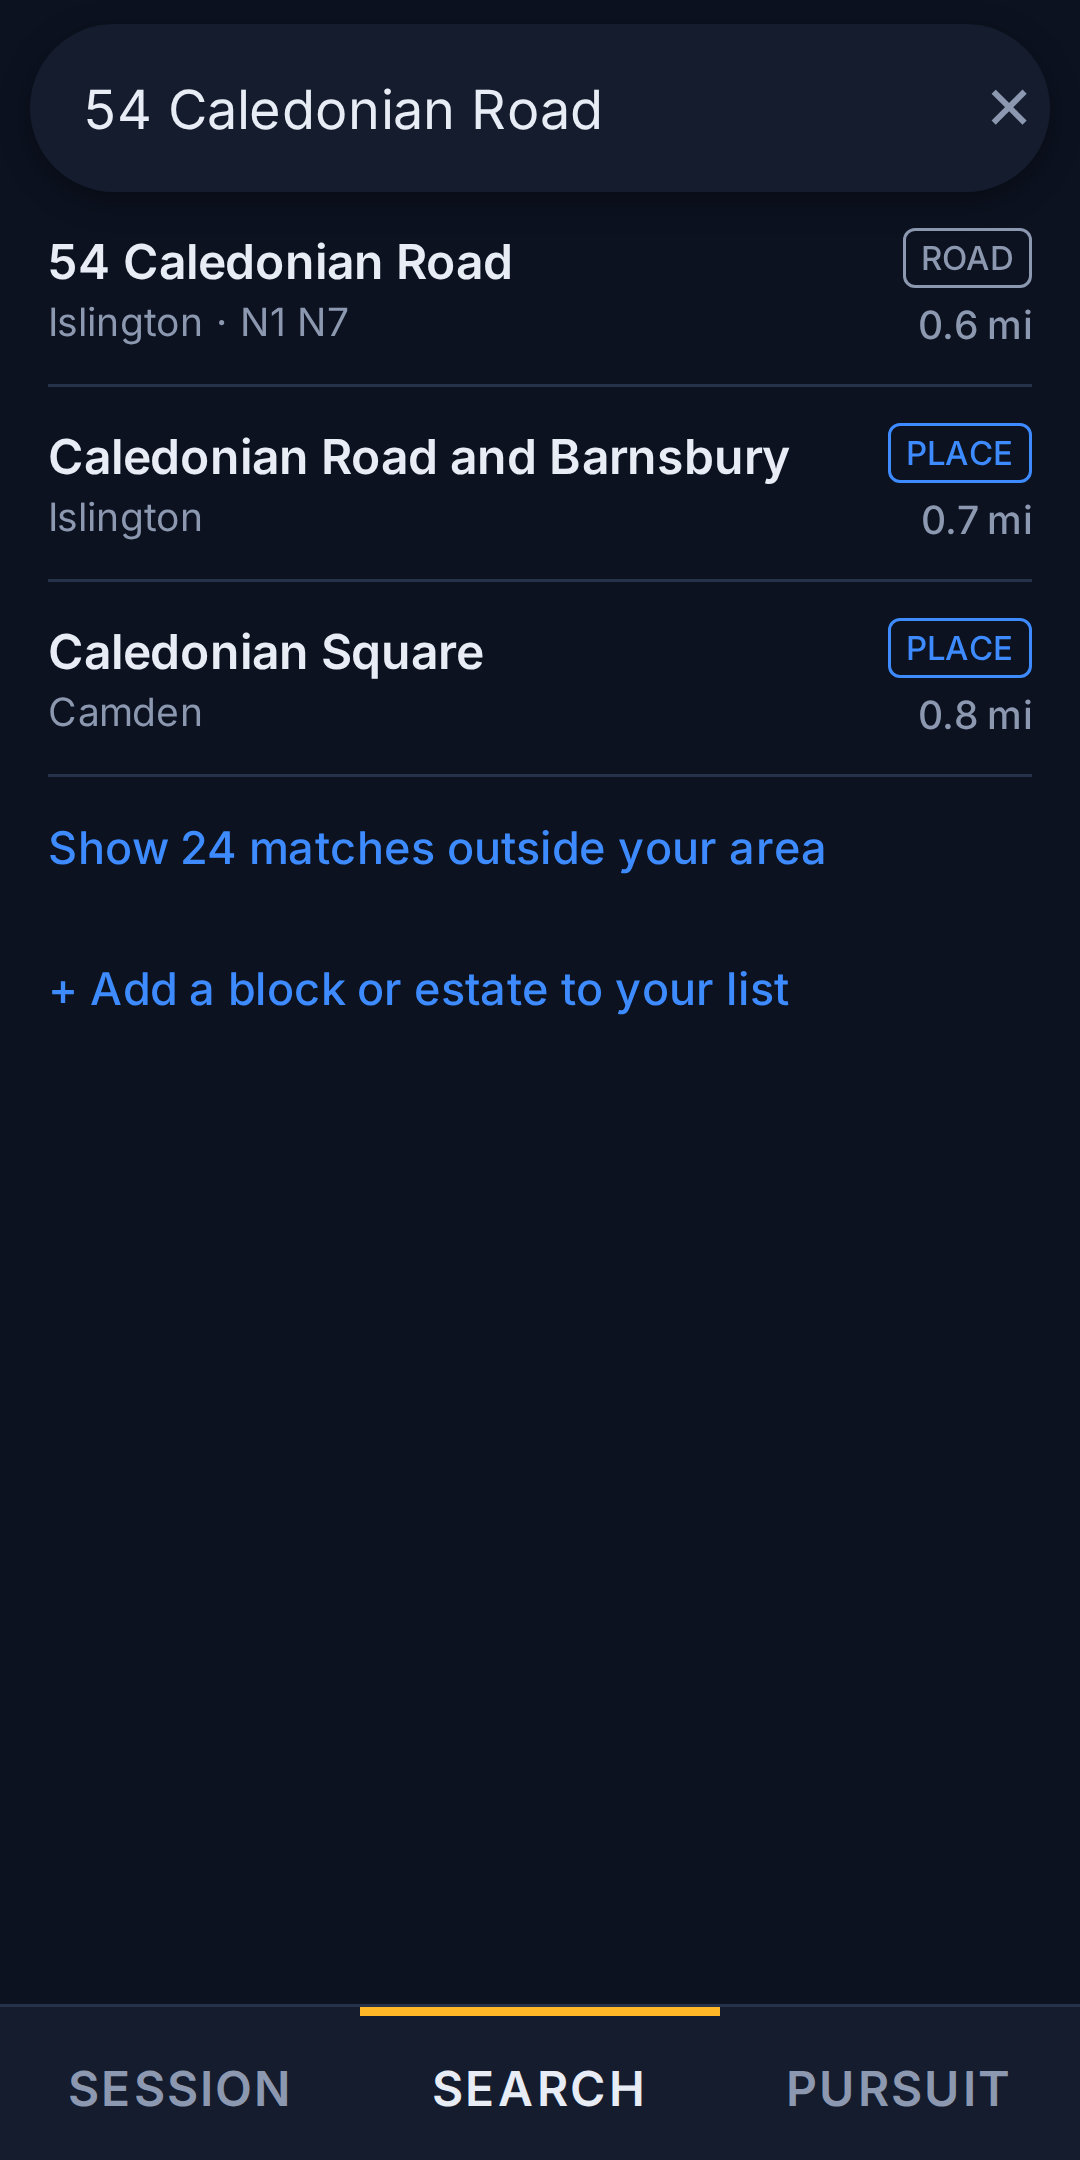 54 Caledonian Road ✕
54 Caledonian Road ROAD
Islington · N1 N7 0.6 mi
Caledonian Road and Barnsbury PLACE
Islington 0.7 mi
Caledonian Square PLACE
Camden 0.8 mi
Show 24 matches outside your area
+ Add a block or estate to your list
SESSION SEARCH PURSUIT